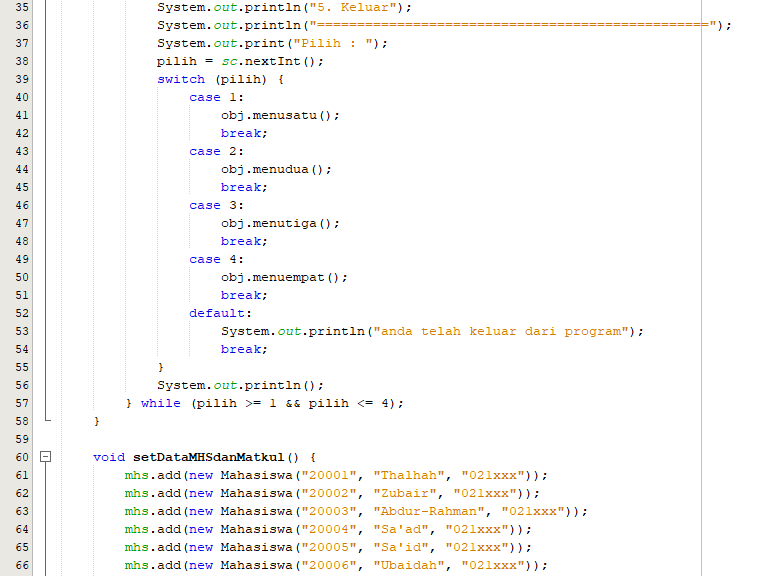 35 System.out.println("5. Keluar");
36 System.out.println("=================================================");
37 System.out.print("Pilih : ");
38 pilih = sc.nextInt();
39 switch (pilih) {
40 case 1:
41 obj.menusatu();
42 break;
43 case 2:
44 obj.menudua();
45 break;
46 case 3:
47 obj.menutiga();
48 break;
49 case 4:
50 obj.menuempat();
51 break;
52 default:
53 System.out.println("anda telah keluar dari program");
54 break;
55 }
56 System.out.println();
57 } while (pilih >= 1 && pilih <= 4);
58 }
59
60 void setDataMHSdanMatkul() {
61 mhs.add(new Mahasiswa("20001", "Thalhah", "021xxx"));
62 mhs.add(new Mahasiswa("20002", "Zubair", "021xxx"));
63 mhs.add(new Mahasiswa("20003", "Abdur-Rahman", "021xxx"));
64 mhs.add(new Mahasiswa("20004", "Sa'ad", "021xxx"));
65 mhs.add(new Mahasiswa("20005", "Sa'id", "021xxx"));
66 mhs.add(new Mahasiswa("20006", "Ubaidah", "021xxx"));